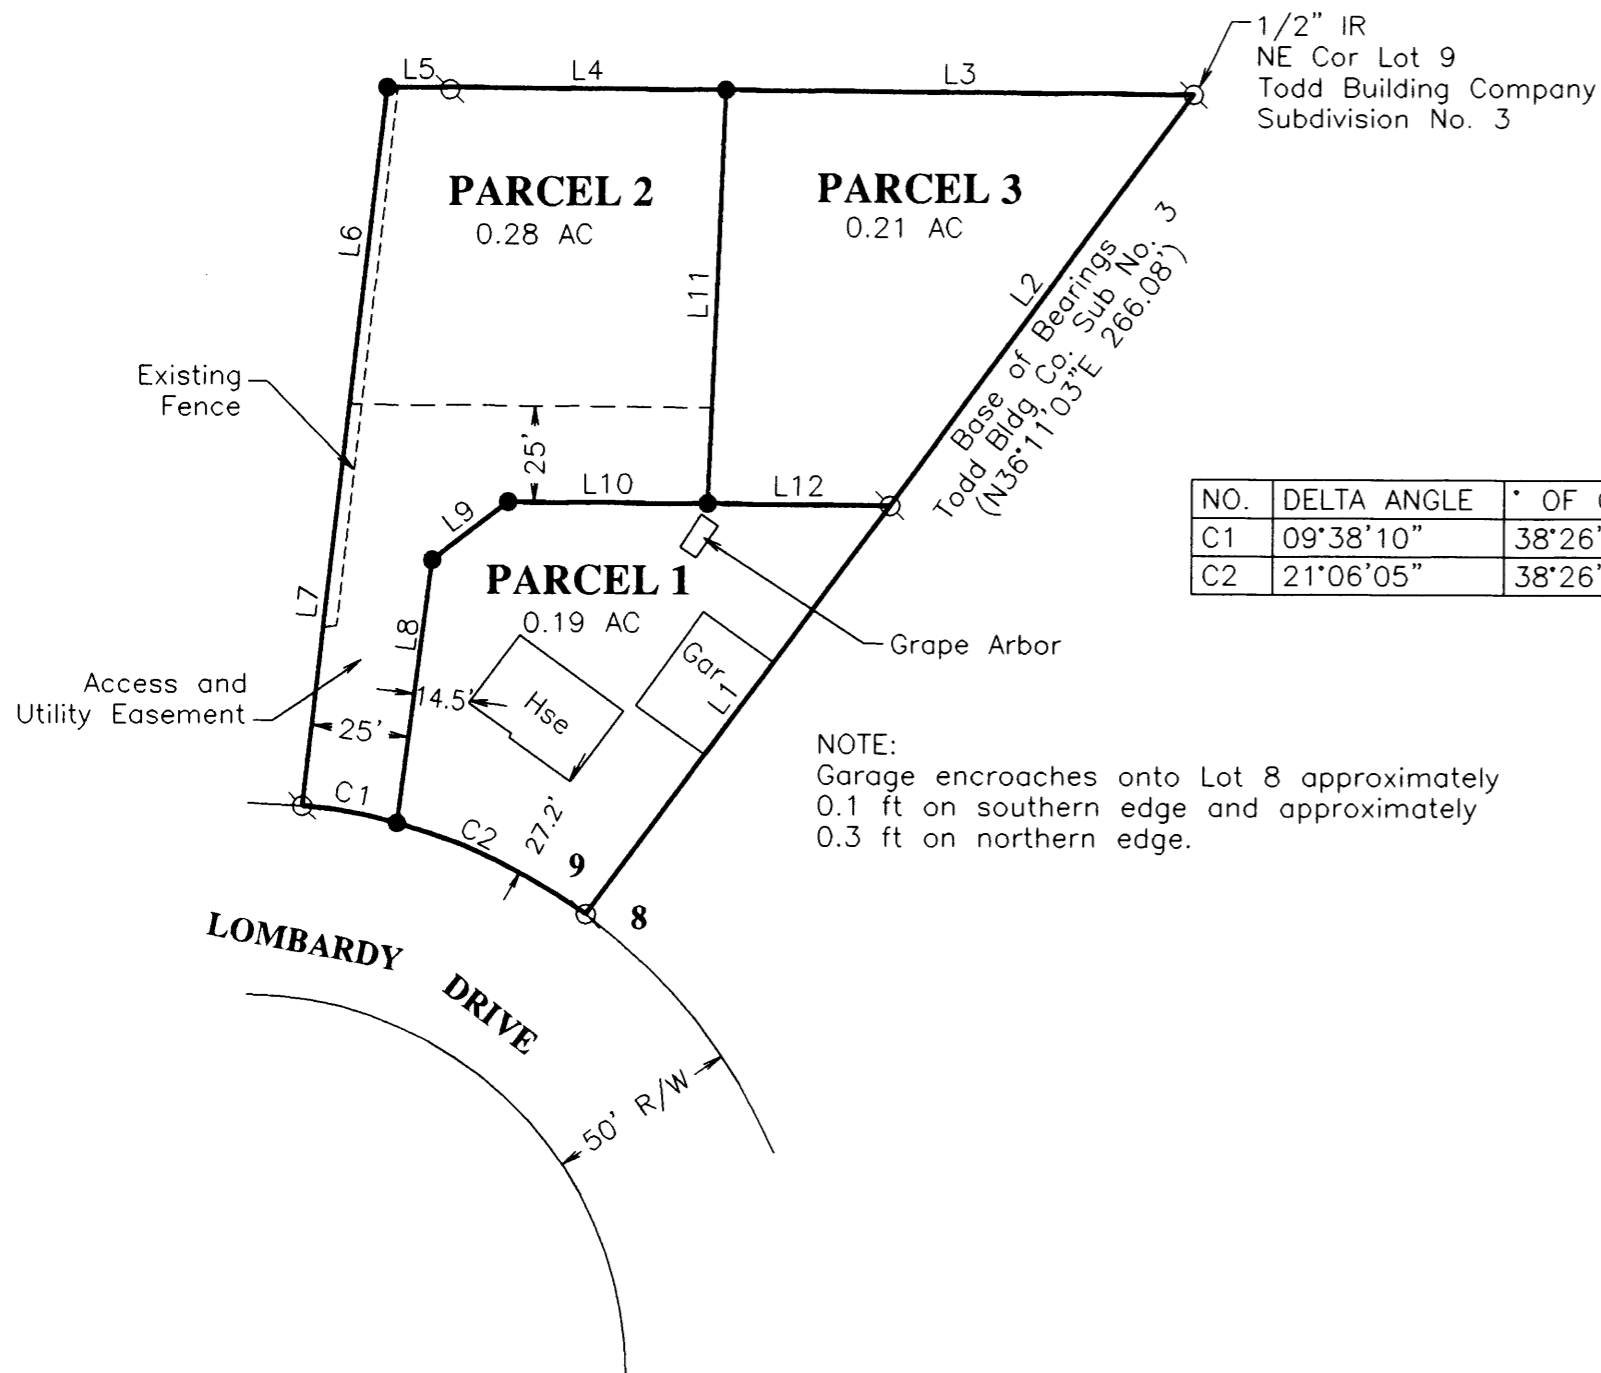 1/2" IR
NE Cor Lot 9
Todd Building Company
Subdivision No. 3
L5
L4
L3
PARCEL 2
0.28 AC
PARCEL 3
0.21 AC
L6
L11
L2
Base of Bearings
Todd Bldg Co. Sub No. 3
(N36°11'03"E 266.08')
Existing
Fence
25'
L10
L12
L9
NO. DELTA ANGLE ° OF
C1 09°38'10" 38°26'
C2 21°06'05" 38°26'
L7
L8
PARCEL 1
0.19 AC
Grape Arbor
Gar
L1
Access and
Utility Easement
14.5'
Hse
25'
NOTE:
Garage encroaches onto Lot 8 approximately
0.1 ft on southern edge and approximately
0.3 ft on northern edge.
C1
C2
27.2'
9
8
LOMBARDY DRIVE
50' R/W